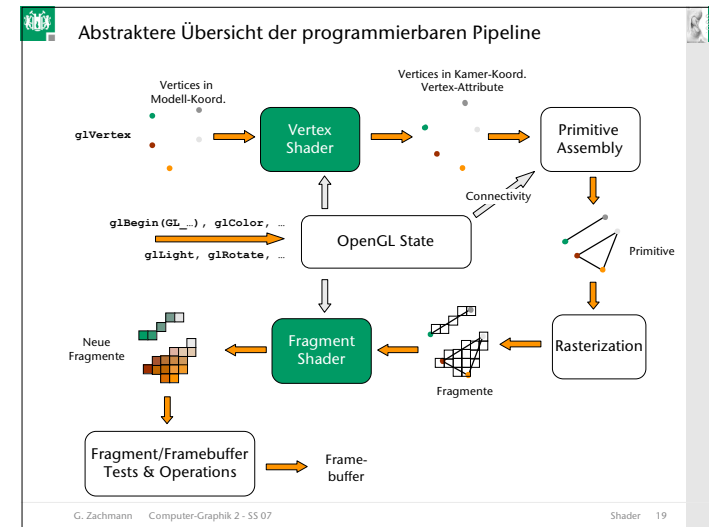 Abstraktere Übersicht der programmierbaren Pipeline
Vertices in
Modell-Koord.
Vertices in Kamer-Koord.
Vertex-Attribute
glVertex
Vertex
Shader
Primitive
Assembly
Connectivity
glBegin(GL_…), glColor, …
glLight, glRotate, …
OpenGL State
Primitive
Neue
Fragmente
Fragment
Shader
Fragmente
Rasterization
Fragment/Framebuffer
Tests & Operations
Frame-
buffer
G. Zachmann Computer-Graphik 2 - SS 07
Shader 19